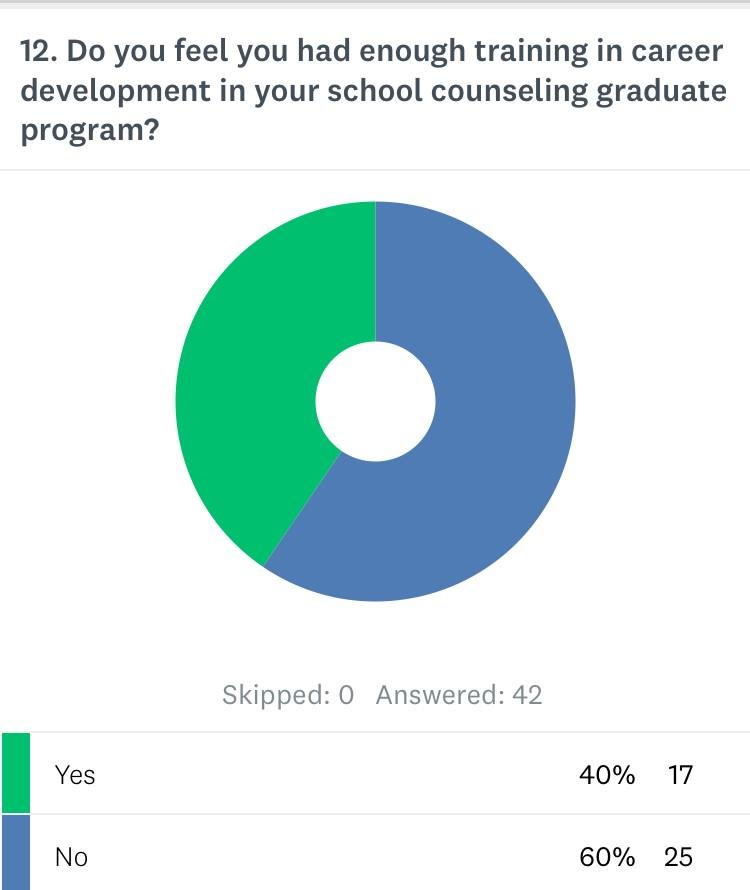 12. Do you feel you had enough training in career
development in your school counseling graduate
program?
Skipped: 0 Answered: 42
Yes 40% 17
No 60% 25